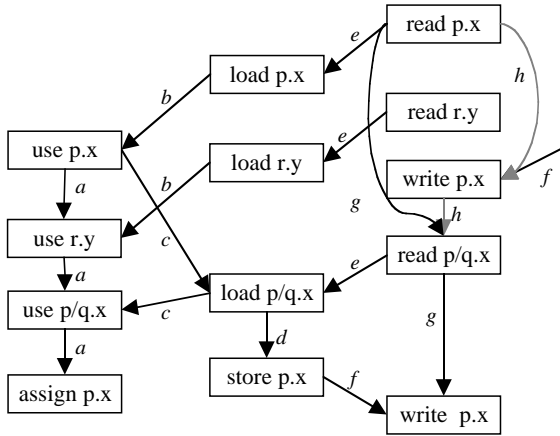 read p.x
e
load p.x
h
b
read r.y
e
use p.x
load r.y
write p.x
f
a
b
g
h
use r.y
c
read p/q.x
a
e
load p/q.x
use p/q.x
c
g
a
d
store p.x
f
assign p.x
write p.x